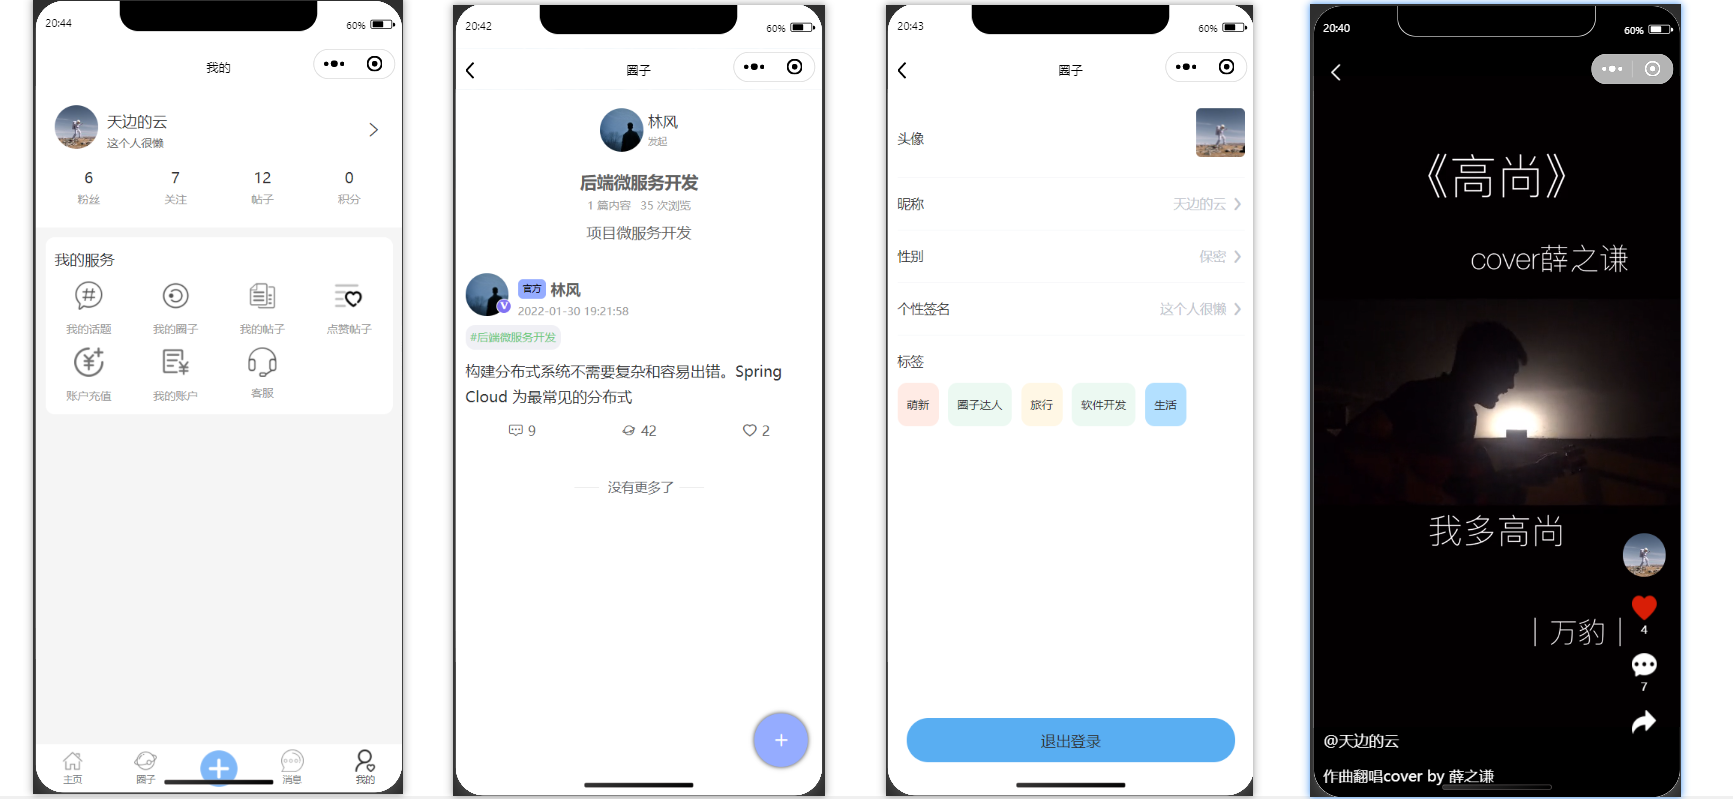 20:44
60%
我的
天边的云
这个人很懒
6
7
12
0
粉丝
关注
帖子
积分
我的服务
我的话题
我的圈子
我的帖子
点赞帖子
账户充值
我的账户
客服
主页
圈子
消息
我的
20:42
60%
圈子
林风
发起
后端微服务开发
1 篇内容 35 次浏览
项目微服务开发
官方 林风
V
2022-01-30 19:21:58
#后端微服务开发
构建分布式系统不需要复杂和容易出错。Spring
Cloud 为最常见的分布式
9
42
2
没有更多了
20:43
60%
圈子
头像
昵称
天边的云
性别
保密
个性签名
这个人很懒
标签
萌新
圈子达人
旅行
软件开发
生活
退出登录
20:40
60%
《高尚》
cover薛之谦
我多高尚
| 万豹 |
4
7
@天边的云
作曲翻唱cover by 薛之谦